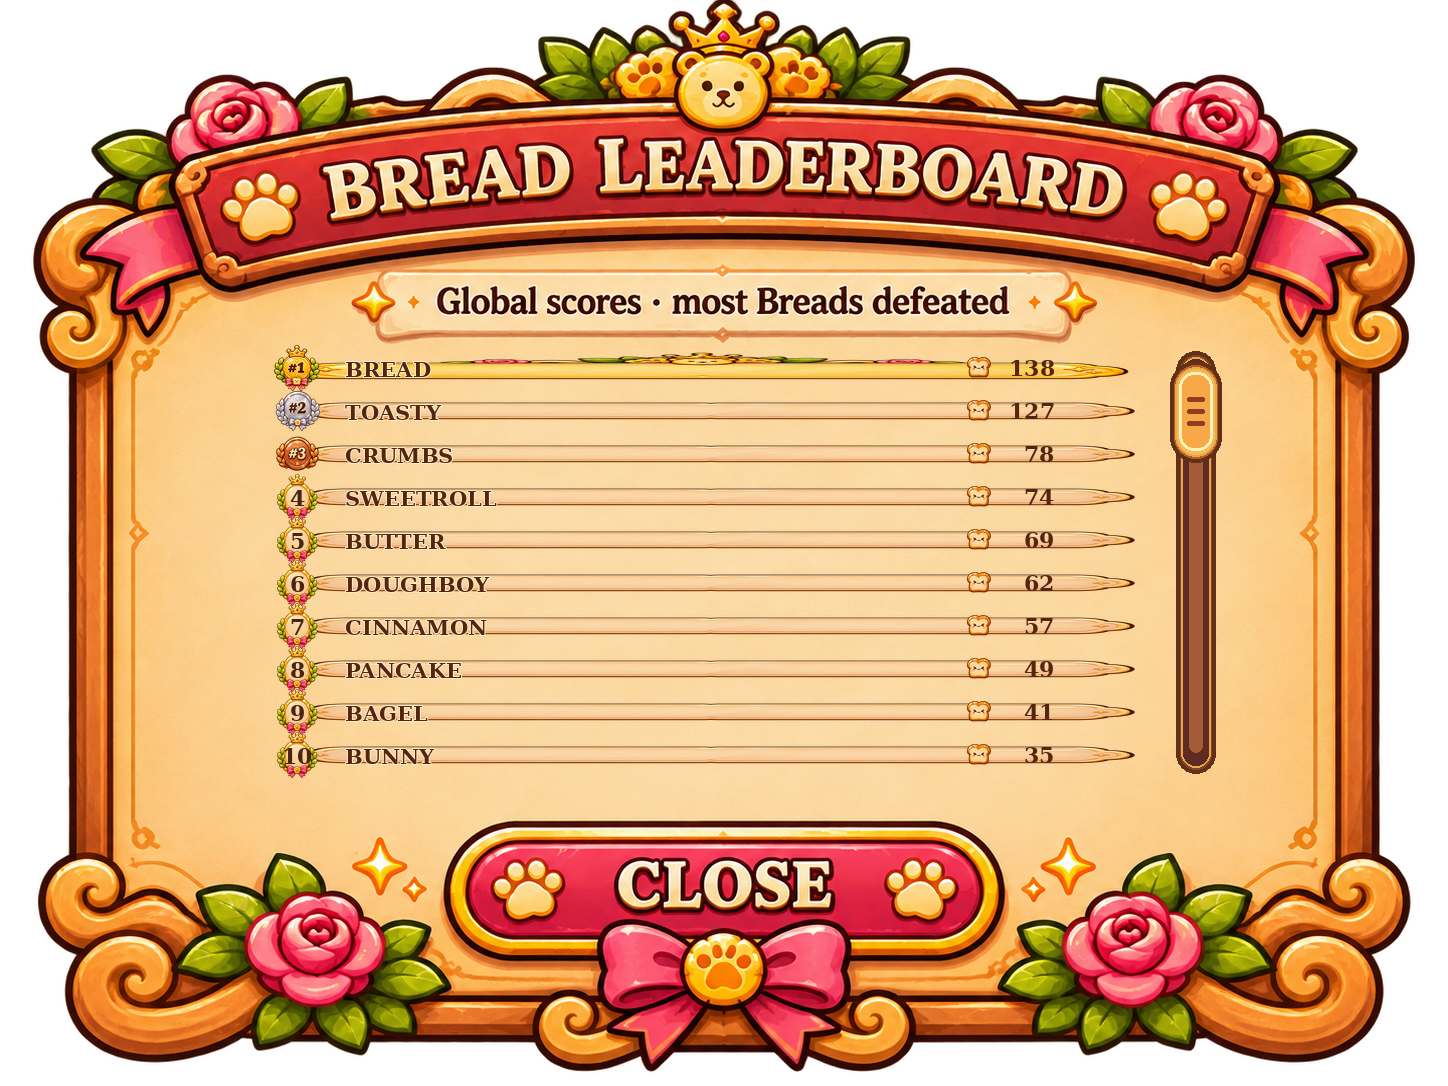 BREAD LEADERBOARD
Global scores · most Breads defeated
#1 BREAD 138
#2 TOASTY 127
#3 CRUMBS 78
4 SWEETROLL 74
5 BUTTER 69
6 DOUGHBOY 62
7 CINNAMON 57
8 PANCAKE 49
9 BAGEL 41
10 BUNNY 35
CLOSE